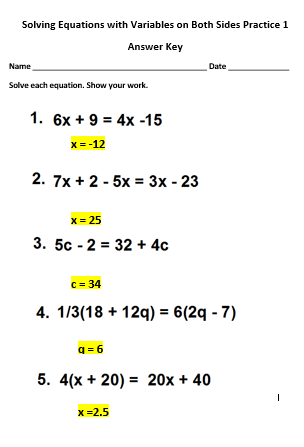 Solving Equations with Variables on Both Sides Practice 1
Answer Key
Name ______________________________ Date ____________
Solve each equation. Show your work.
1. 6x + 9 = 4x -15
x = -12
2. 7x + 2 - 5x = 3x - 23
x = 25
3. 5c - 2 = 32 + 4c
c = 34
4. 1/3(18 + 12q) = 6(2q - 7)
q = 6
5. 4(x + 20) = 20x + 40
x =2.5